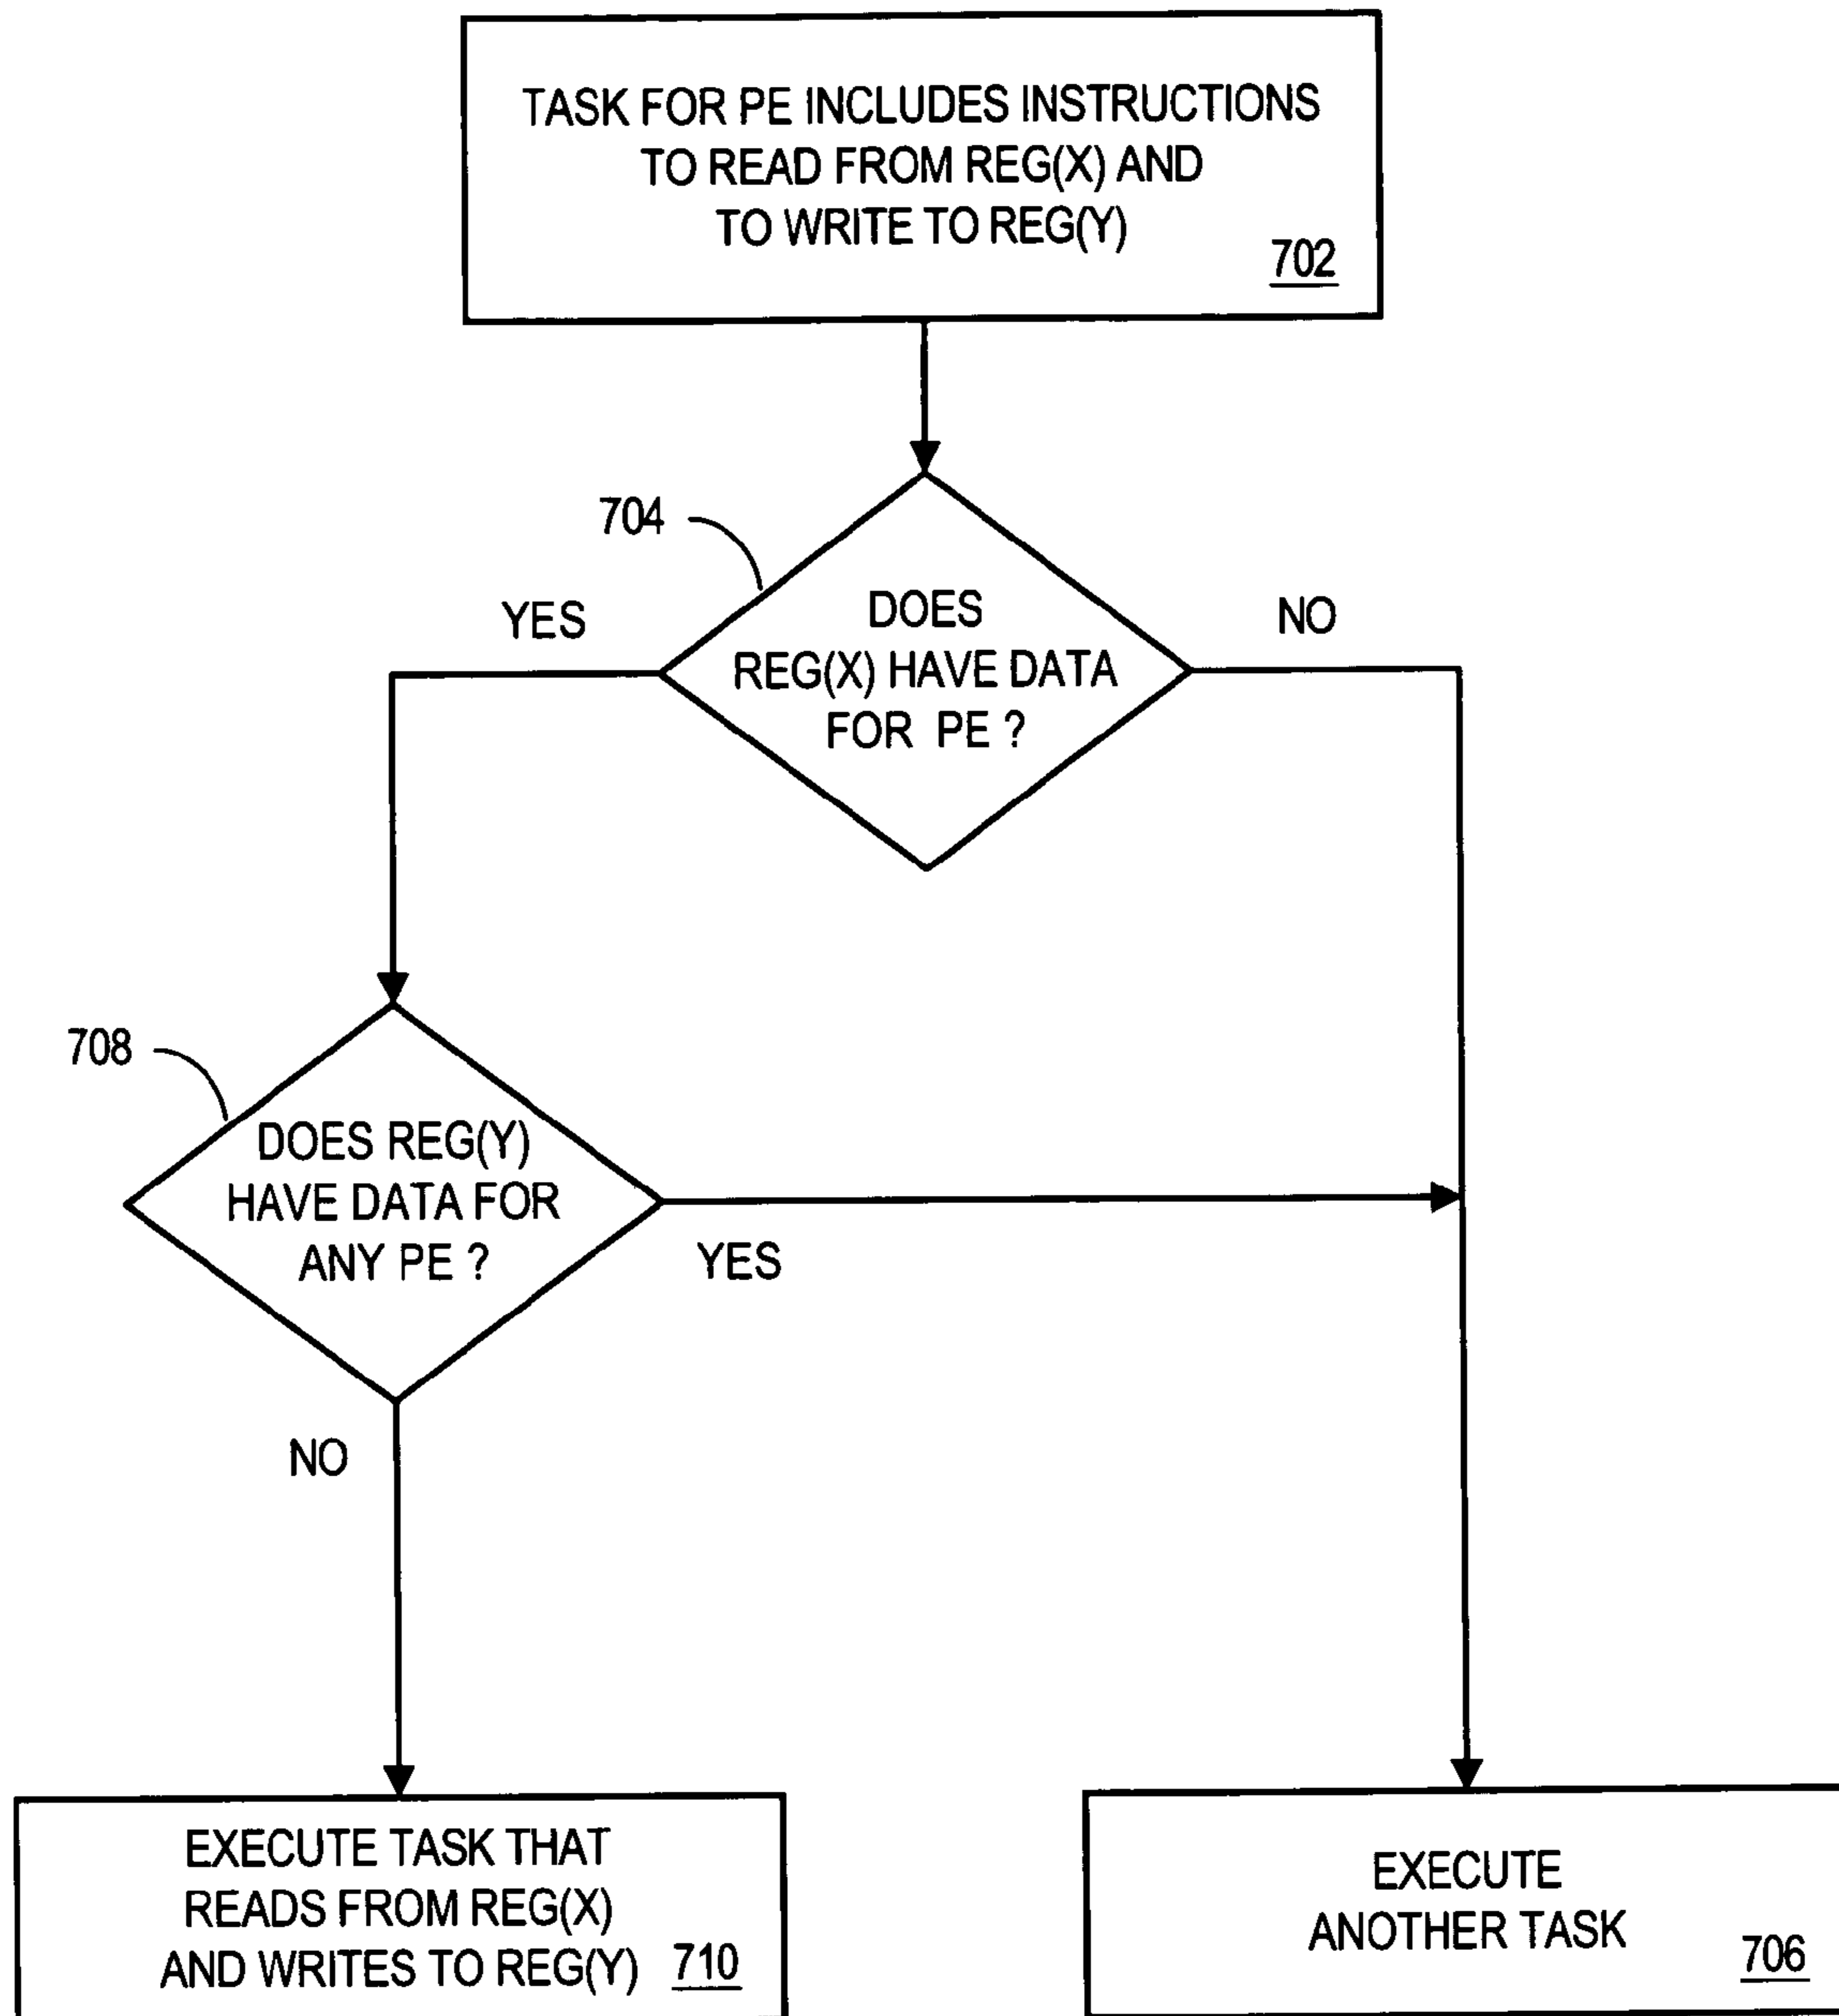 TASK FOR PE INCLUDES INSTRUCTIONS
TO READ FROM REG(X) AND
TO WRITE TO REG(Y)
702
704
YES
DOES
REG(X) HAVE DATA
FOR PE ?
NO
708
DOES REG(Y)
HAVE DATA FOR
ANY PE ?
YES
NO
EXECUTE TASK THAT
READS FROM REG(X)
AND WRITES TO REG(Y)
710
EXECUTE
ANOTHER TASK
706